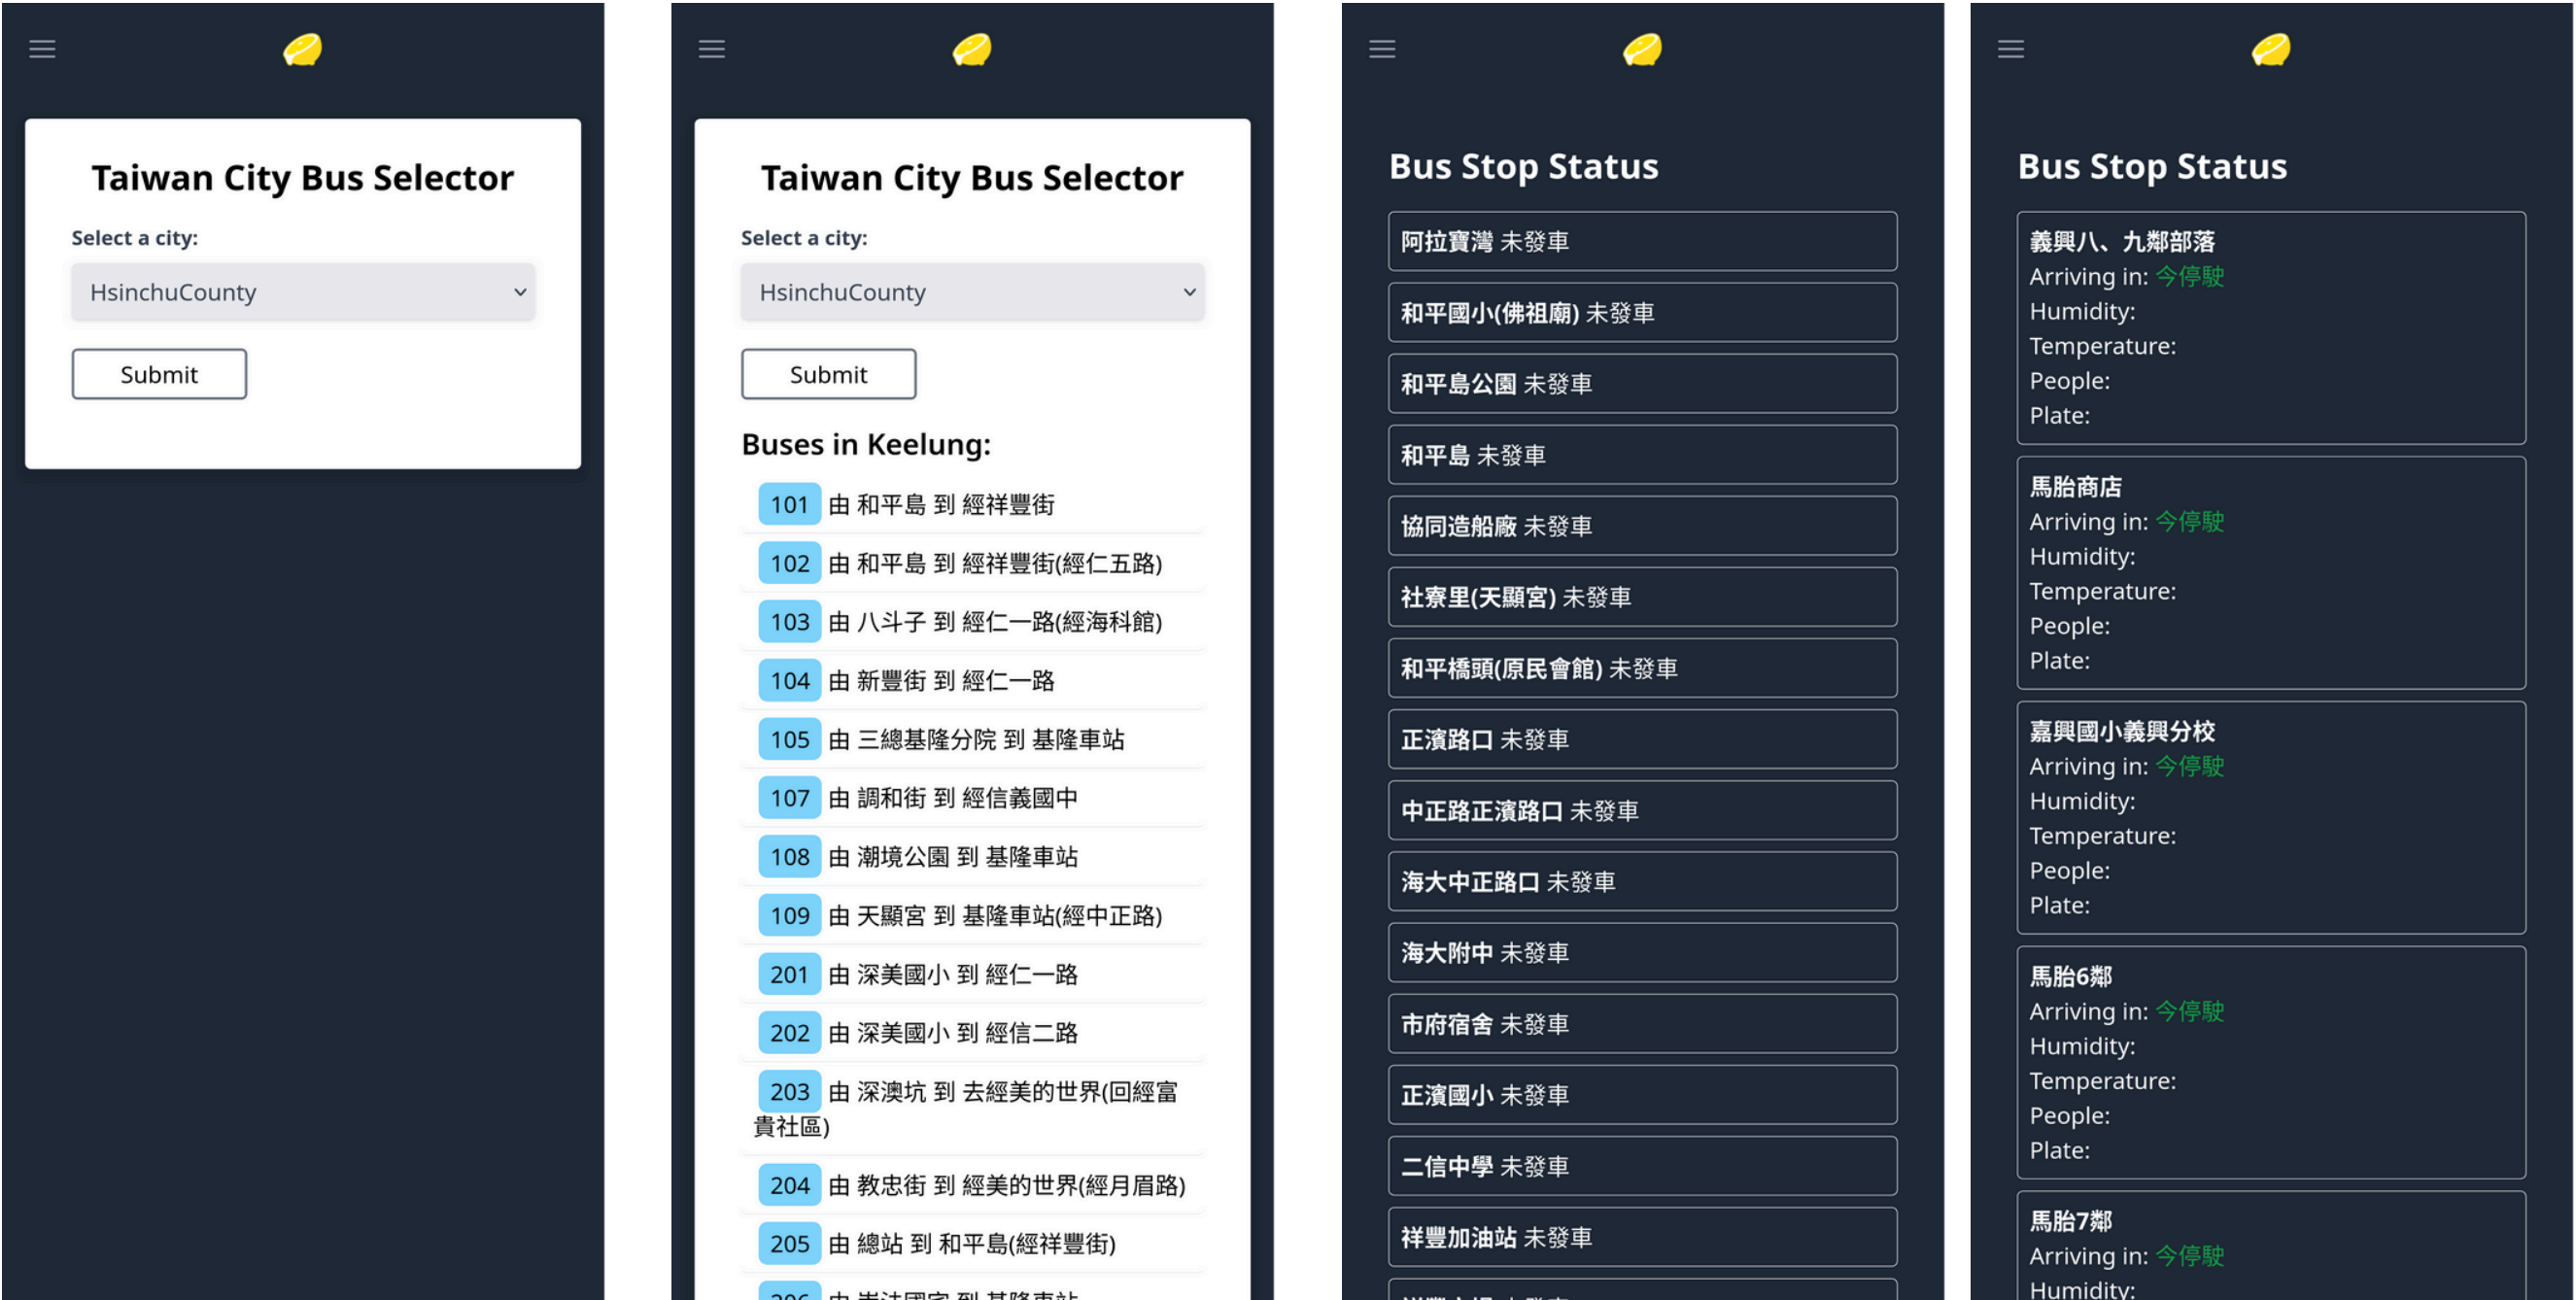 Taiwan City Bus Selector
Select a city:
HsinchuCounty
Submit
Taiwan City Bus Selector
Select a city:
HsinchuCounty
Submit
Buses in Keelung:
101 由 和平島 到 經祥豐街
102 由 和平島 到 經祥豐街(經仁五路)
103 由 八斗子 到 經仁一路(經海科館)
104 由 新豐街 到 經仁一路
105 由 三總基隆分院 到 基隆車站
107 由 調和街 到 經信義國中
108 由 潮境公園 到 基隆車站
109 由 天顯宮 到 基隆車站(經中正路)
201 由 深美國小 到 經仁一路
202 由 深美國小 到 經信二路
203 由 深澳坑 到 去經美的世界(回經富
貴社區)
204 由 教忠街 到 經美的世界(經月眉路)
205 由 總站 到 和平島(經祥豐街)
Bus Stop Status
阿拉寶灣 未發車
和平國小(佛祖廟) 未發車
和平島公園 未發車
和平島 未發車
協同造船廠 未發車
社寮里(天顯宮) 未發車
和平橋頭(原民會館) 未發車
正濱路口 未發車
中正路正濱路口 未發車
海大中正路口 未發車
海大附中 未發車
市府宿舍 未發車
正濱國小 未發車
二信中學 未發車
祥豐加油站 未發車
Bus Stop Status
義興八、九鄰部落
Arriving in: 今停駛
Humidity:
Temperature:
People:
Plate:
馬胎商店
Arriving in: 今停駛
Humidity:
Temperature:
People:
Plate:
嘉興國小義興分校
Arriving in: 今停駛
Humidity:
Temperature:
People:
Plate:
馬胎6鄰
Arriving in: 今停駛
Humidity:
Temperature:
People:
Plate:
馬胎7鄰
Arriving in: 今停駛
Humidity: